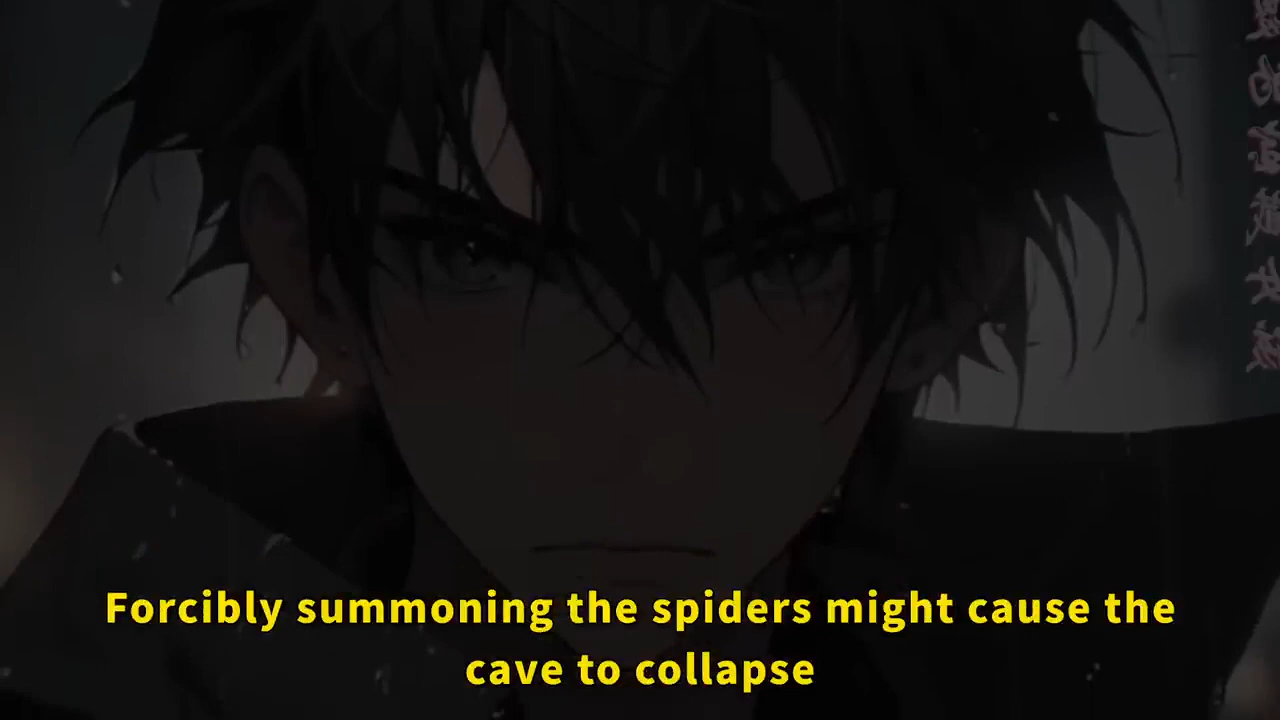 Forcibly summoning the spiders might cause the
cave to collapse